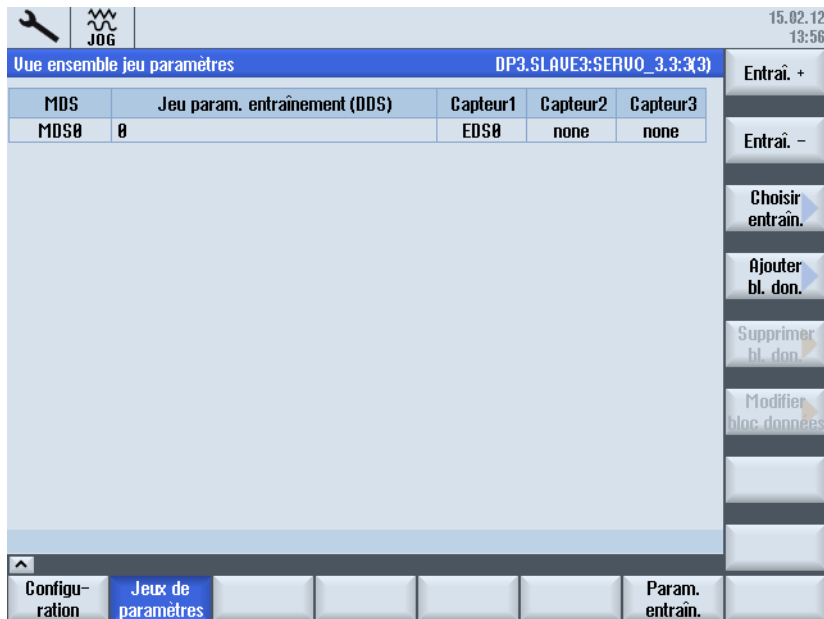 15.02.12
13:56
JOG
Vue ensemble jeu paramètres DP3.SLAVE3:SERVO_3.3:3(3)
MDS Jeu param. entraînement (DDS) Capteur1 Capteur2 Capteur3
MDS0 0 EDS0 none none
Entraî. +
Entraî. -
Choisir
entraîn.
Ajouter
bl. don.
Supprimer
bl. don.
Modifier
bloc données
Configu-
ration
Jeux de
paramètres
Param.
entraîn.